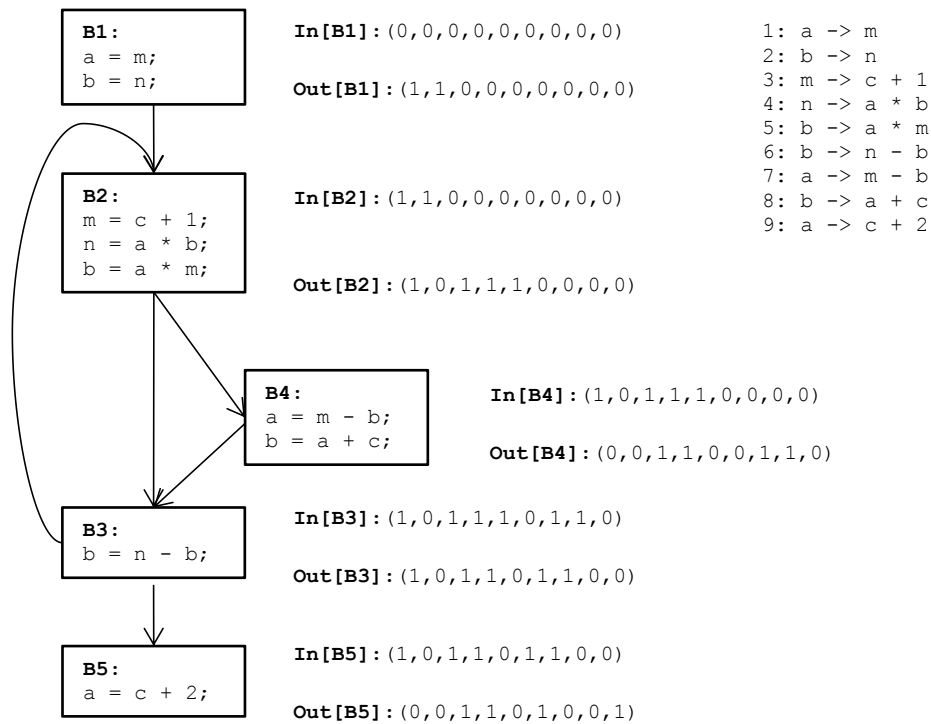 B1:
a = m;
b = n;
In[B1]:(0,0,0,0,0,0,0,0,0)
Out[B1]:(1,1,0,0,0,0,0,0,0)
1: a -> m
2: b -> n
3: m -> c + 1
4: n -> a * b
5: b -> a * m
6: b -> n - b
7: a -> m - b
8: b -> a + c
9: a -> c + 2
B2:
m = c + 1;
n = a * b;
b = a * m;
In[B2]:(1,1,0,0,0,0,0,0,0)
Out[B2]:(1,0,1,1,1,0,0,0,0)
B4:
a = m - b;
b = a + c;
In[B4]:(1,0,1,1,1,0,0,0,0)
Out[B4]:(0,0,1,1,0,0,1,1,0)
B3:
b = n - b;
In[B3]:(1,0,1,1,1,0,1,1,0)
Out[B3]:(1,0,1,1,0,1,1,0,0)
B5:
a = c + 2;
In[B5]:(1,0,1,1,0,1,1,0,0)
Out[B5]:(0,0,1,1,0,1,0,0,1)